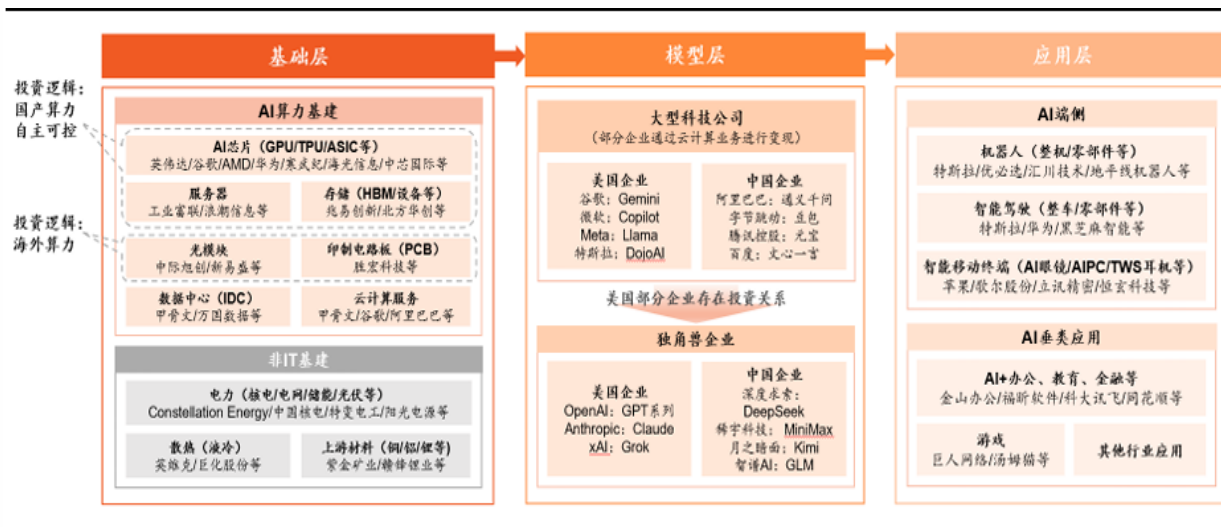 基础层
模型层
应用层
投资逻辑：
国产算力
自主可控
投资逻辑：
海外算力
AI算力基建
AI芯片（GPU/TPU/ASIC等）
英伟达/谷歌/AMD/华为/寒武纪/海光信息/中芯国际等
服务器
工业富联/浪潮信息等
存储（HBM/设备等）
兆易创新/北方华创等
光模块
中际旭创/新易盛等
印制电路板（PCB）
胜宏科技等
数据中心（IDC）
甲骨文/万国数据等
云计算服务
甲骨文/谷歌/阿里巴巴等
非IT基建
电力（核电/电网/储能/光伏等）
Constellation Energy/中国核电/特变电工/阳光电源等
散热（液冷）
英维克/巨化股份等
上游材料（铜/铝/锂等）
紫金矿业/赣锋锂业等
大型科技公司
（部分企业通过云计算业务进行变现）
美国企业
谷歌：Gemini
微软：Copilot
Meta：Llama
特斯拉：DojoAI
中国企业
阿里巴巴：通义千问
字节跳动：豆包
腾讯控股：元宝
百度：文心一言
美国部分企业存在投资关系
独角兽企业
美国企业
OpenAI：GPT系列
Anthropic：Claude
xAI：Grok
中国企业
深度求索：
DeepSeek
稀宇科技：MiniMax
月之暗面：Kimi
智谱AI：GLM
AI端侧
机器人（整机/零部件等）
特斯拉/优必选/汇川技术/地平线机器人等
智能驾驶（整车/零部件等）
特斯拉/华为/黑芝麻智能等
智能移动终端（AI眼镜/AIPC/TWS耳机等）
苹果/歌尔股份/立讯精密/恒玄科技等
AI垂类应用
AI+办公、教育、金融等
金山办公/福昕软件/科大讯飞/同花顺等
游戏
巨人网络/汤姆猫等
其他行业应用